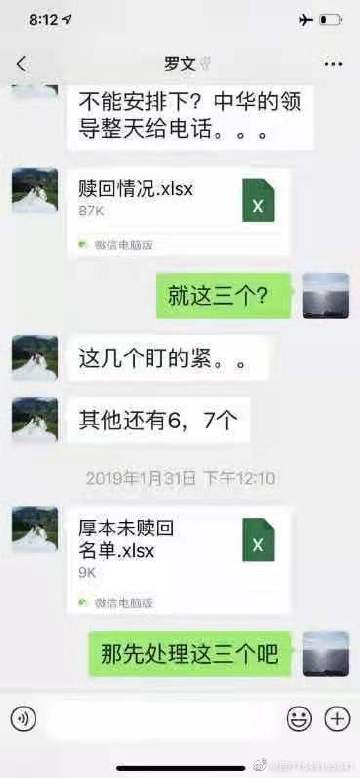 8:12
罗文
不能安排下？中华的领
导整天给电话。。。
赎回情况.xlsx
87K
微信电脑版
就这三个？
这几个盯的紧。。
其他还有6，7个
2019年1月31日 下午12:10
厚本未赎回
名单.xlsx
9K
微信电脑版
那先处理这三个吧